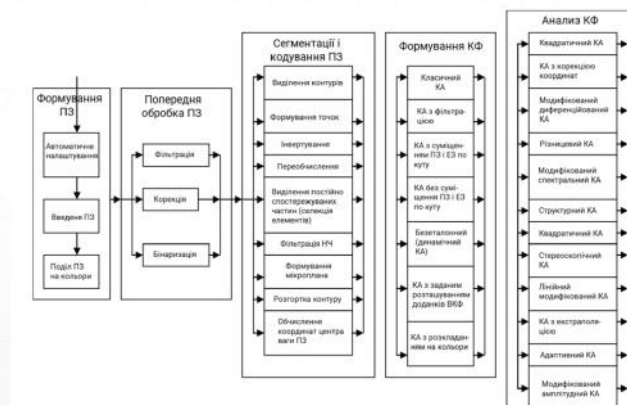 Формування
ПЗ
Автоматичне
налаштування
Введеня ПЗ
Поділ ПЗ
на кольори
Попередня
обробка ПЗ
Фільтрація
Корекція
Бінаризація
Сегментації і
кодування ПЗ
Виділення контурів
Формування точок
Інвертування
Переобчислення
Виділення постійно
спостережуваних
частин (селекція
елементів)
Фільтрація НЧ
Формування
мікроплана
Розгортка контуру
Обчислення
координат центра
ваги ПЗ
Формування КФ
Класичний
КА
КА з фільтра-
цією
КА з суміщен-
ням ПЗ і ЕЗ по
куту
КА без сумі-
щення ПЗ і ЕЗ
по куту
Безеталонний
(динамічний
КА)
КА з заданим
розташуванням
доданків ВКФ
КА з розкладан-
ням на кольори
Анализ КФ
Квадратичний КА
КА з корекцією
координат
Модифікований
диференційований
КА
Різницевий КА
Модифікований
спектральний КА
Структурний КА
Квадратичний КА
Стереоскопічний
КА
Лінійний
модифікований КА
КА з екстраполя-
цією
Адаптивний КА
Модифікований
амплітудний КА